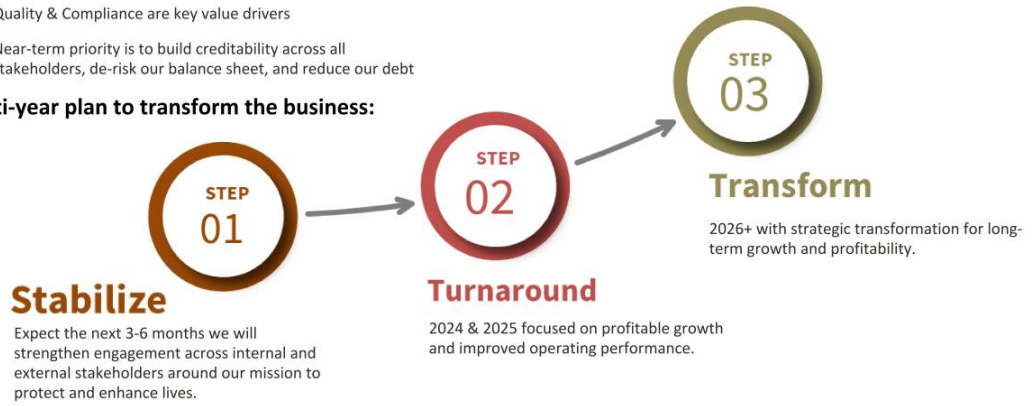 Quality & Compliance are key value drivers
Near-term priority is to build creditability across all
stakeholders, de-risk our balance sheet, and reduce our debt
ti-year plan to transform the business:
STEP
01
Stabilize
Expect the next 3-6 months we will
strengthen engagement across internal and
external stakeholders around our mission to
protect and enhance lives.
STEP
02
Turnaround
2024 & 2025 focused on profitable growth
and improved operating performance.
STEP
03
Transform
2026+ with strategic transformation for long-
term growth and profitability.